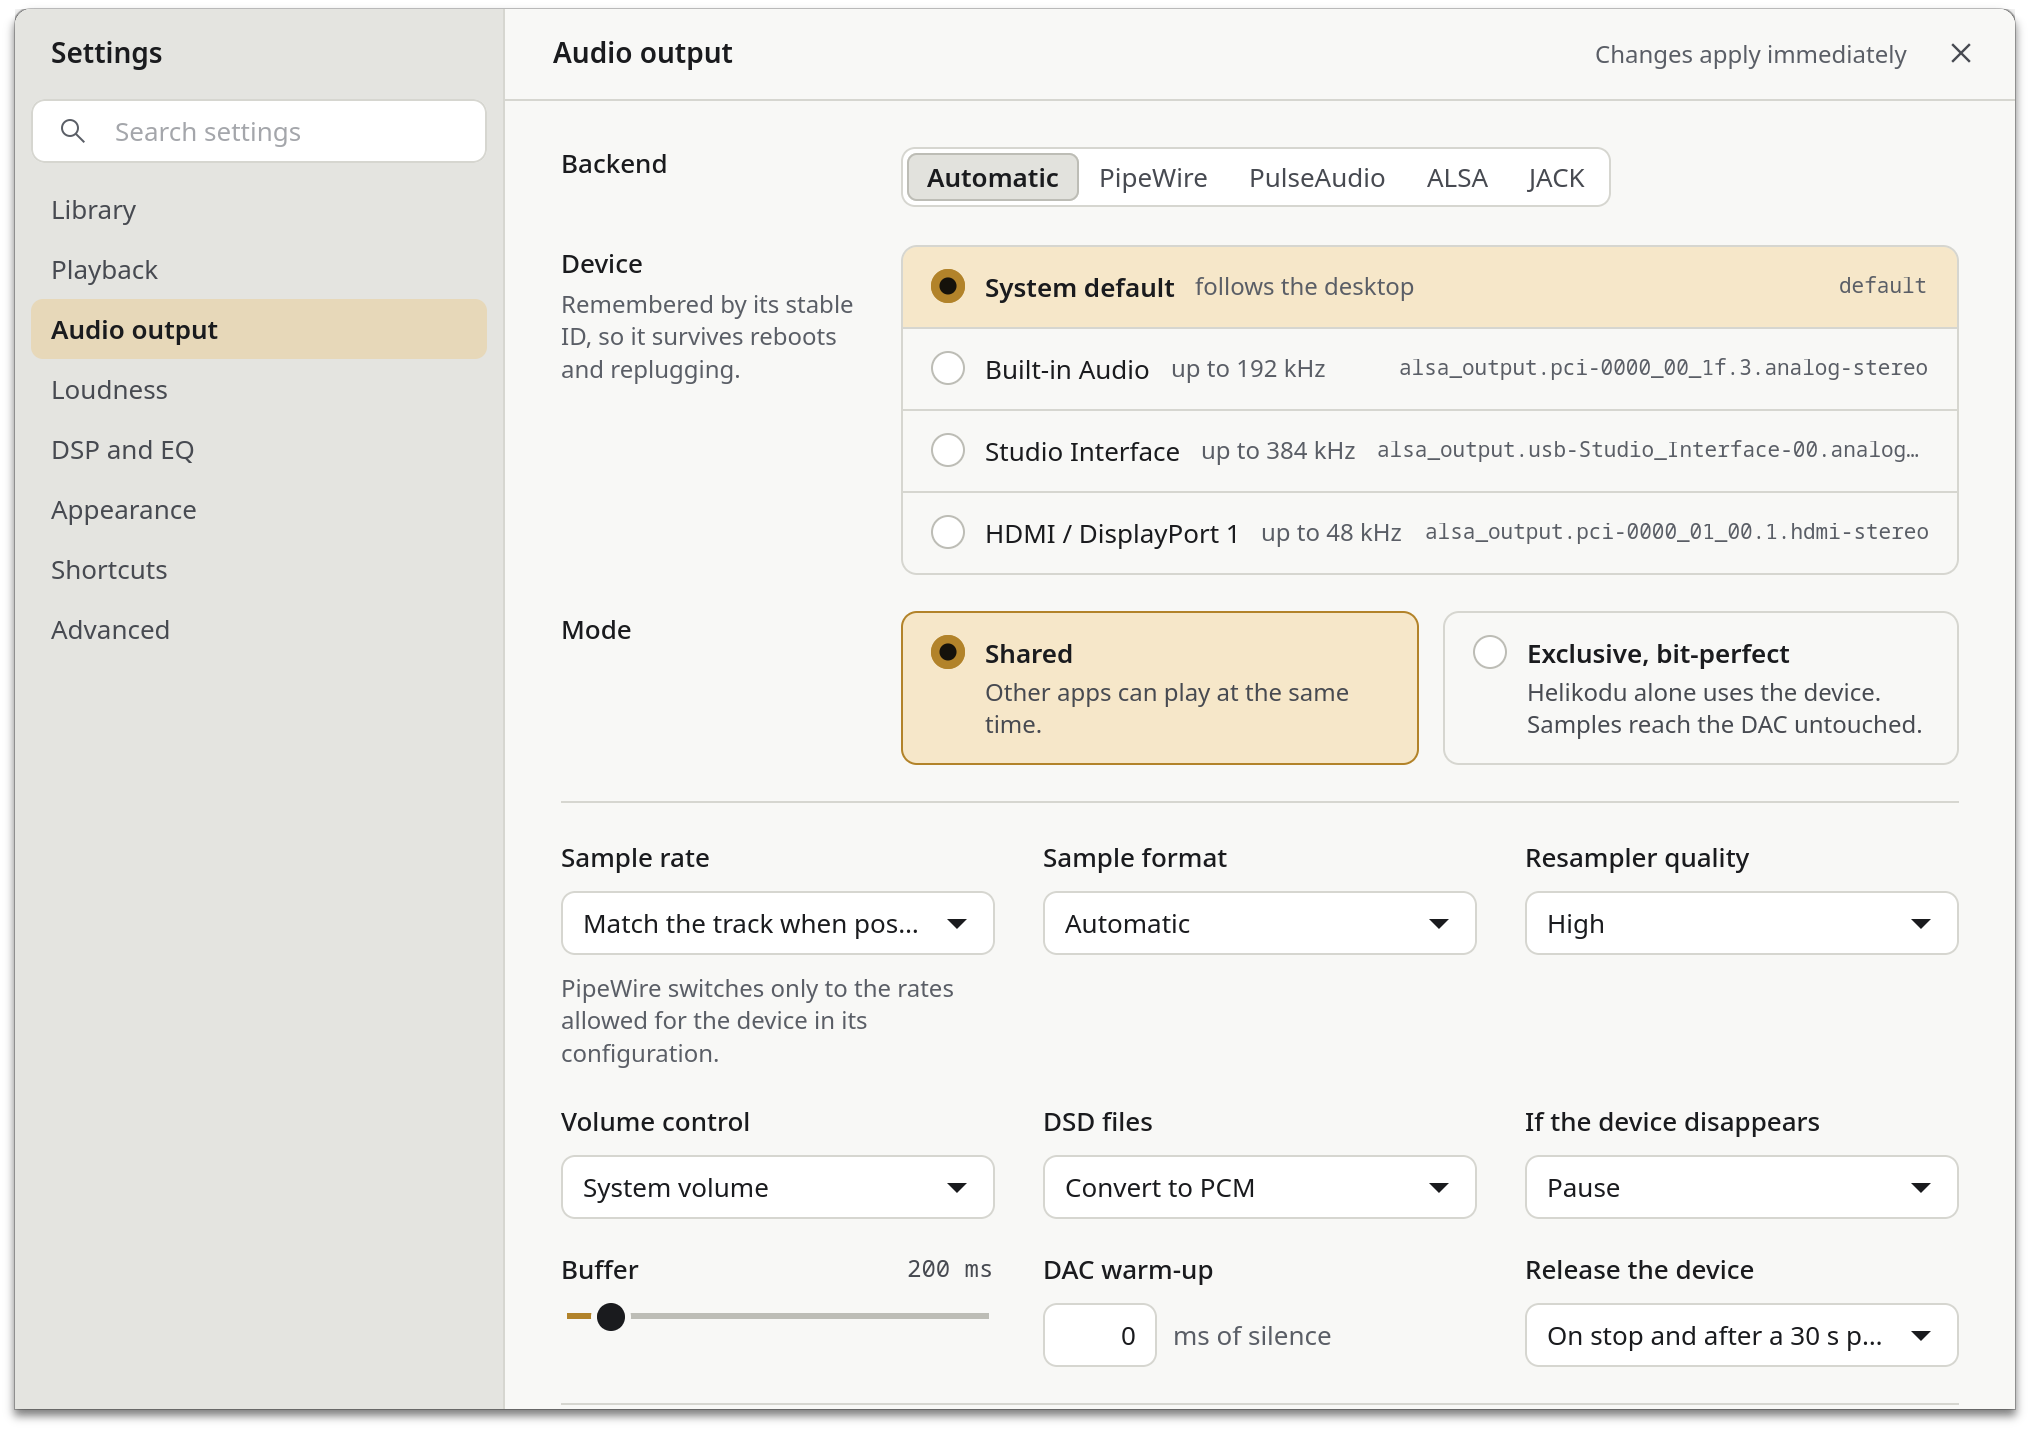 Settings
Search settings
Library
Playback
Audio output
Loudness
DSP and EQ
Appearance
Shortcuts
Advanced
Audio output
Changes apply immediately
Backend
Automatic PipeWire PulseAudio ALSA JACK
Device
Remembered by its stable
ID, so it survives reboots
and replugging.
System default follows the desktop default
Built-in Audio up to 192 kHz alsa_output.pci-0000_00_1f.3.analog-stereo
Studio Interface up to 384 kHz alsa_output.usb-Studio_Interface-00.analog…
HDMI / DisplayPort 1 up to 48 kHz alsa_output.pci-0000_01_00.1.hdmi-stereo
Mode
Shared
Other apps can play at the same
time.
Exclusive, bit-perfect
Helikodu alone uses the device.
Samples reach the DAC untouched.
Sample rate
Match the track when pos...
PipeWire switches only to the rates
allowed for the device in its
configuration.
Sample format
Automatic
Resampler quality
High
Volume control
System volume
DSD files
Convert to PCM
If the device disappears
Pause
Buffer 200 ms
DAC warm-up
0 ms of silence
Release the device
On stop and after a 30 s p...